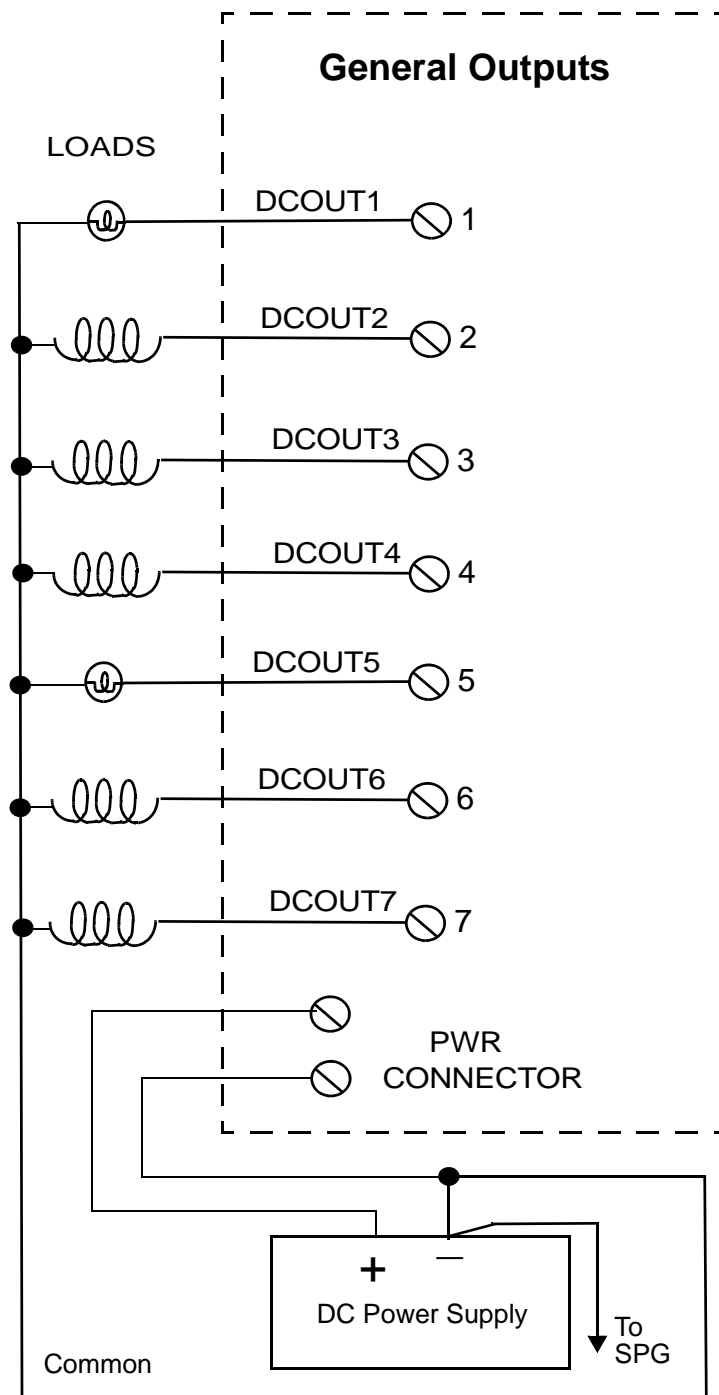 General Outputs
LOADS
DCOUT1 1
DCOUT2 2
DCOUT3 3
DCOUT4 4
DCOUT5 5
DCOUT6 6
DCOUT7 7
PWR
CONNECTOR
+ —
DC Power Supply
To
SPG
Common